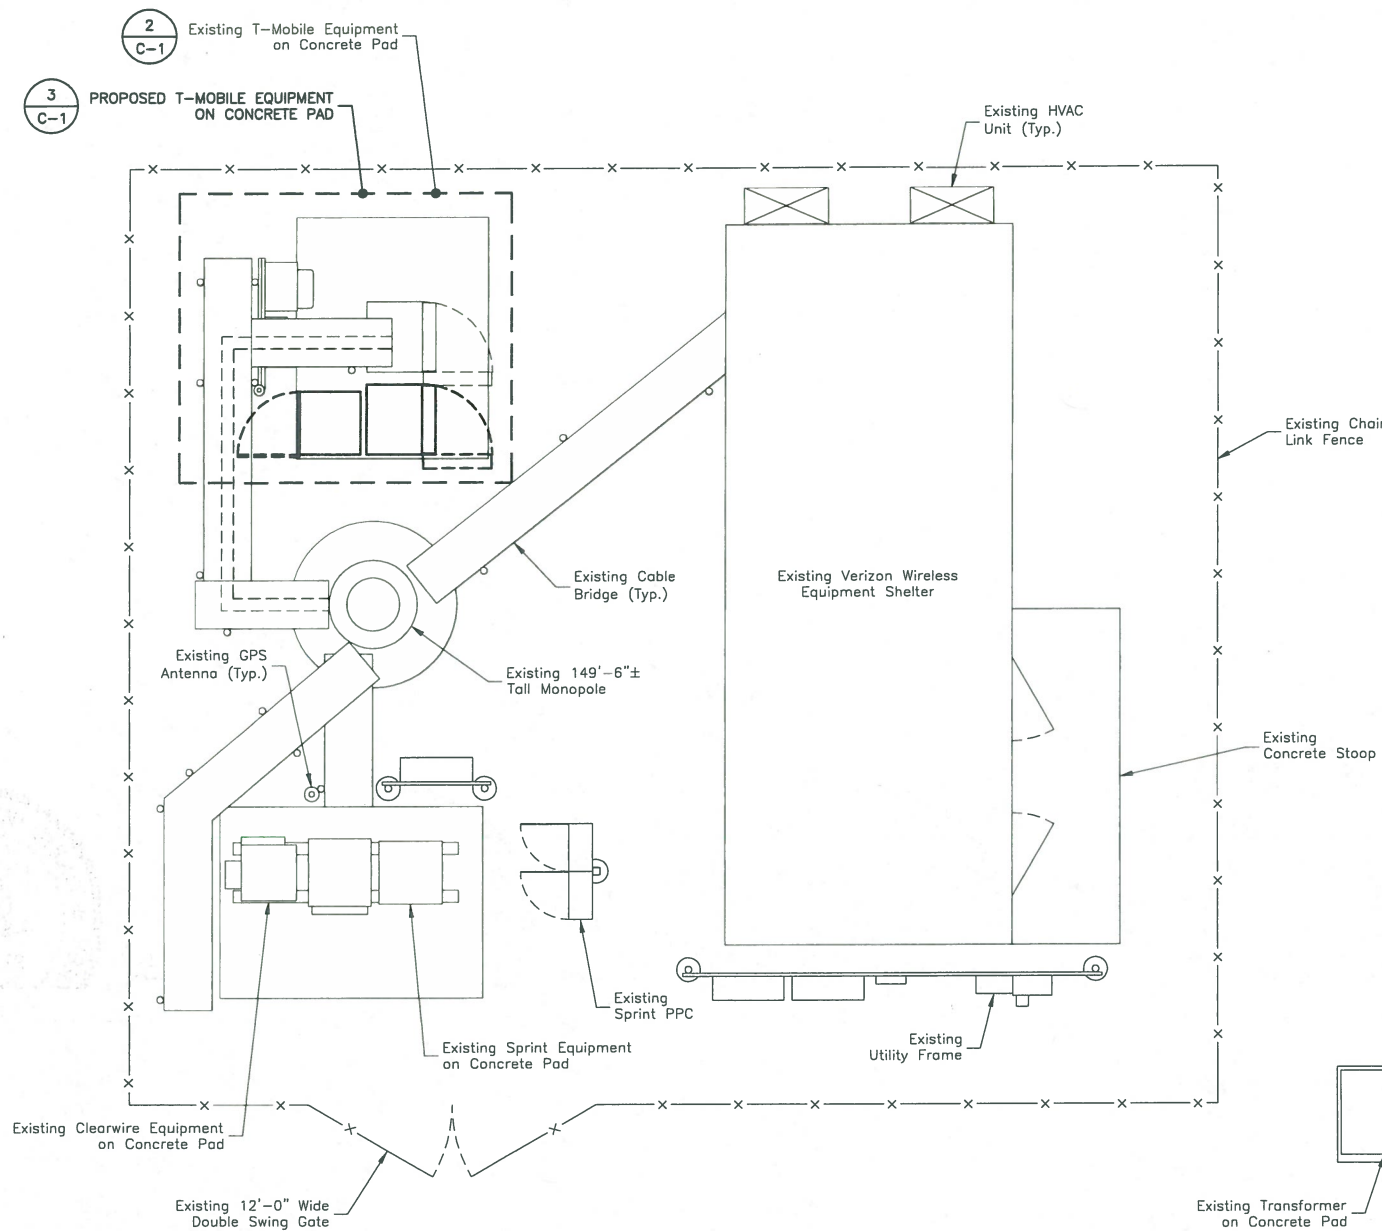 2
C-1
Existing T-Mobile Equipment
on Concrete Pad
3
C-1
PROPOSED T-MOBILE EQUIPMENT
ON CONCRETE PAD
Existing HVAC
Unit (Typ.)
Existing Chain
Link Fence
Existing Cable
Bridge (Typ.)
Existing Verizon Wireless
Equipment Shelter
Existing GPS
Antenna (Typ.)
Existing 149'-6"±
Tall Monopole
Existing
Concrete Stoop
Existing
Sprint PPC
Existing Sprint Equipment
on Concrete Pad
Existing
Utility Frame
Existing Clearwire Equipment
on Concrete Pad
Existing 12'-0" Wide
Double Swing Gate
Existing Transformer
on Concrete Pad